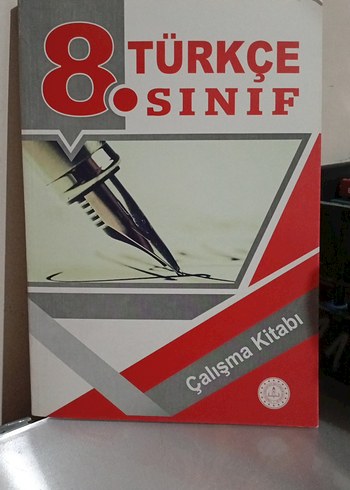 8. TÜRKÇE
SINIF
Çalışma Kitabı